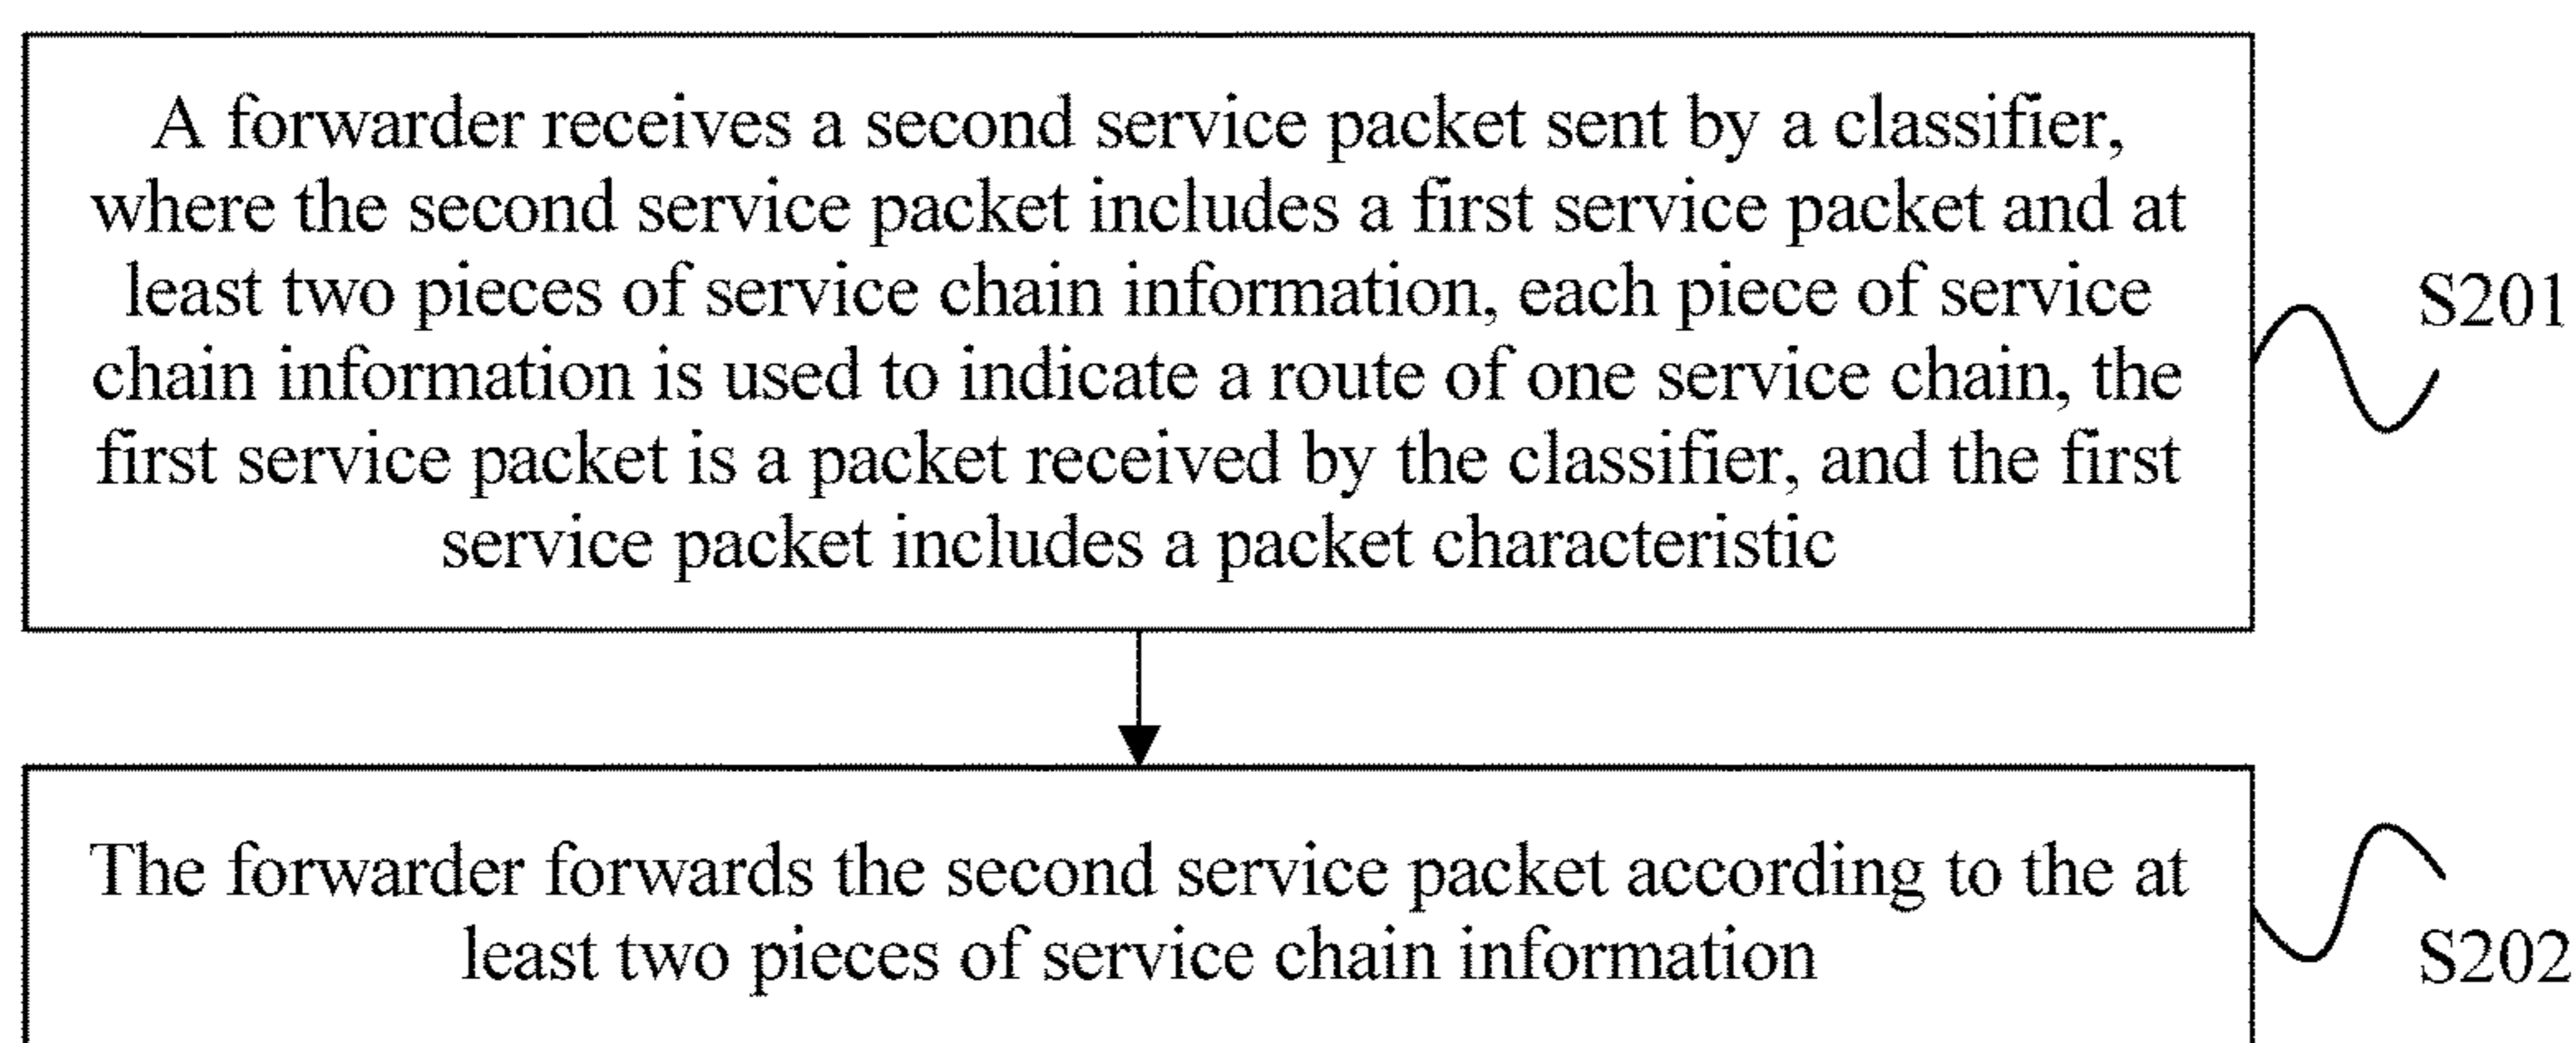 A forwarder receives a second service packet sent by a classifier,
where the second service packet includes a first service packet and at
least two pieces of service chain information, each piece of service
chain information is used to indicate a route of one service chain, the
first service packet is a packet received by the classifier, and the first
service packet includes a packet characteristic
S201
The forwarder forwards the second service packet according to the at
least two pieces of service chain information
S202